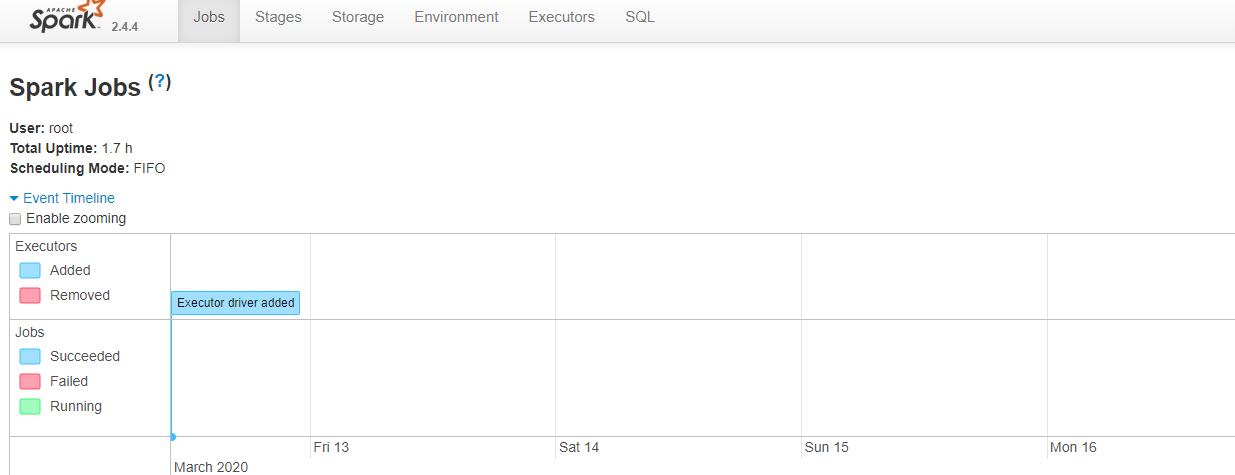 APACHE
Spark 2.4.4 Jobs Stages Storage Environment Executors SQL
Spark Jobs (?)
User: root
Total Uptime: 1.7 h
Scheduling Mode: FIFO
Event Timeline
Enable zooming
Executors
Added
Removed
Executor driver added
Jobs
Succeeded
Failed
Running
Fri 13 Sat 14 Sun 15 Mon 16
March 2020